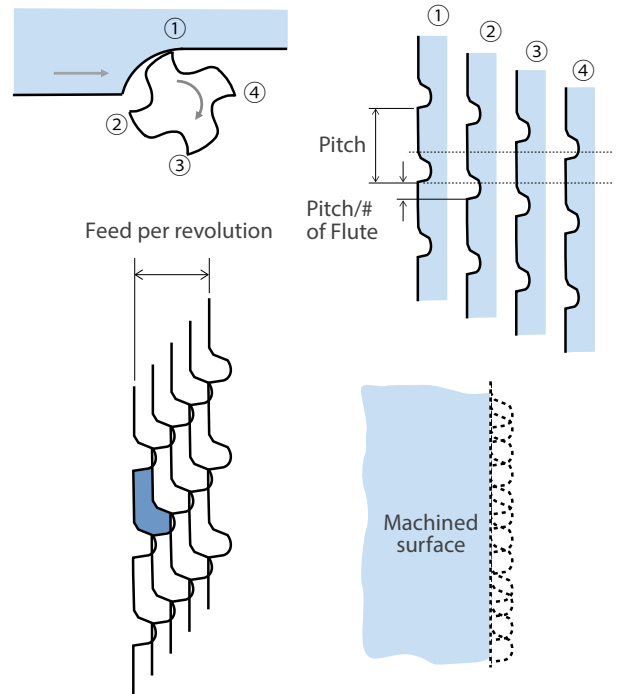 ①
②
③
④
①
②
③
④
Pitch
Pitch/#
of Flute
Feed per revolution
Machined
surface